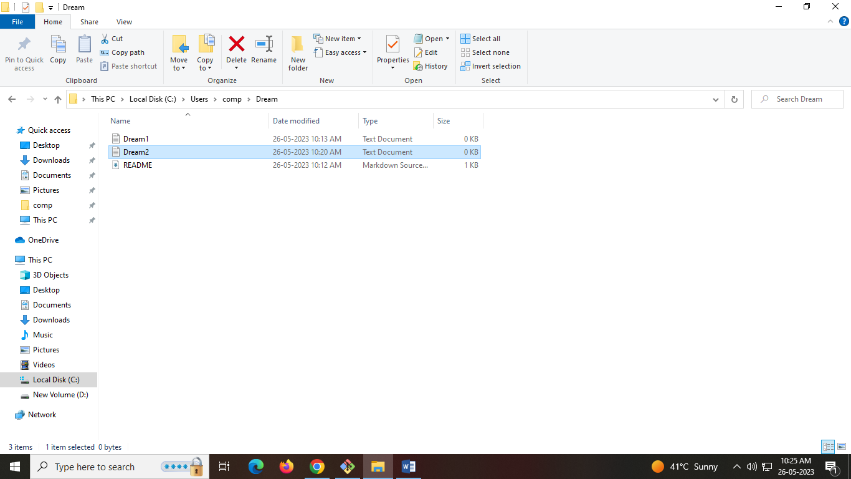 Dream
File Home Share View
Pin to Quick access
Copy
Paste
Cut
Copy path
Paste shortcut
Clipboard
Move to
Copy to
Delete
Rename
Organize
New folder
New item
Easy access
New
Properties
Open
Edit
History
Open
Select all
Select none
Invert selection
Select
This PC > Local Disk (C:) > Users > comp > Dream
Search Dream
Name Date modified Type Size
Dream1 26-05-2023 10:13 AM Text Document 0 KB
Dream2 26-05-2023 10:20 AM Text Document 0 KB
README 26-05-2023 10:12 AM Markdown Source... 1 KB
Quick access
Desktop
Downloads
Documents
Pictures
comp
This PC
OneDrive
This PC
3D Objects
Desktop
Documents
Downloads
Music
Pictures
Videos
Local Disk (C:)
New Volume (D:)
Network
3 items 1 item selected 0 bytes
Type here to search
41°C Sunny
10:25 AM
26-05-2023
1